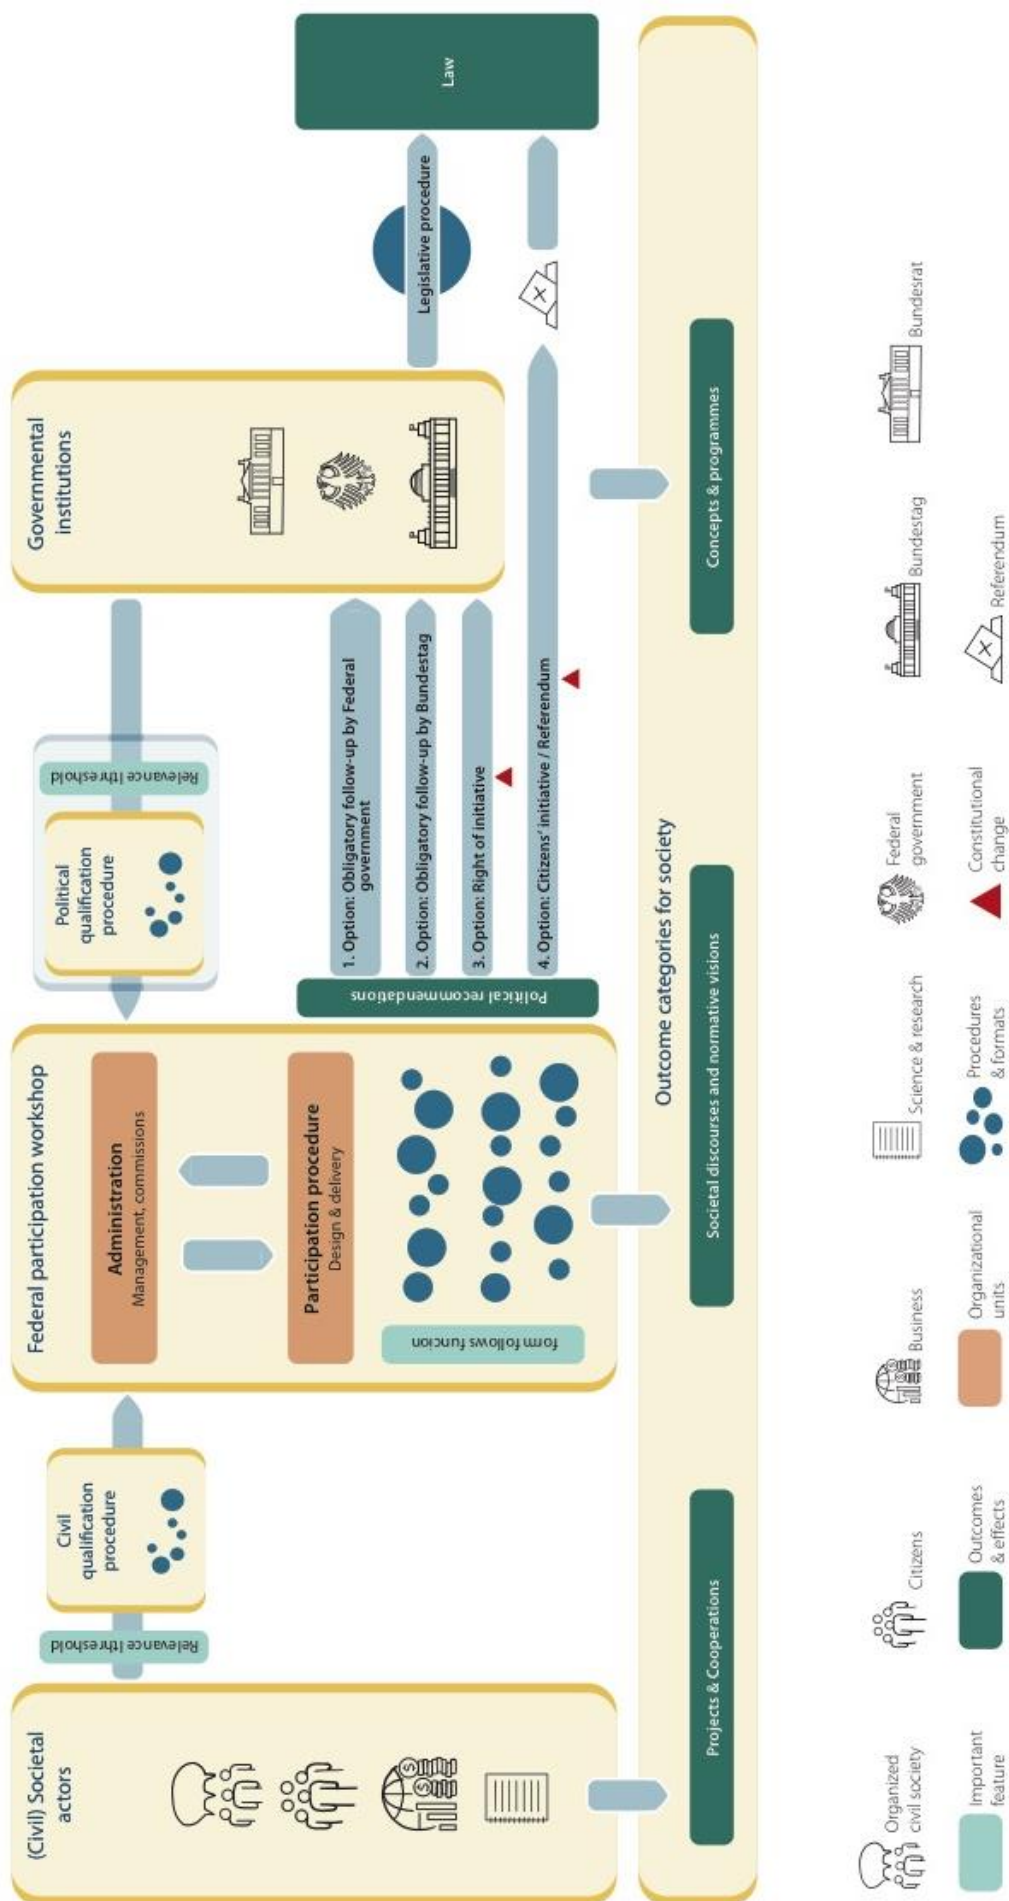 (Civil) Societal
actors
Relevance lthreshold
Civil
qualification
procedure
Federal participation workshop
Administration
Management, commissions
Participation procedure
Design & delivery
form follows funcion
Political
qualification
procedure
Relevance lthreshold
Governmental
institutions
Political recommendations
1. Option: Obligatory follow-up by Federal
government
2. Option: Obligatory follow-up by Bundestag
3. Option: Right of initiative
4. Option: Citizens' initiative / Referendum
Legislative procedure
Law
Outcome categories for society
Projects & Cooperations
Societal discourses and normative visions
Concepts & programmes
Organized
civil society
Citizens
Business
Science & research
Federal
government
Bundestag
Bundesrat
Important
feature
Outcomes
& effects
Organizational
units
Procedures
& formats
Constitutional
change
Referendum